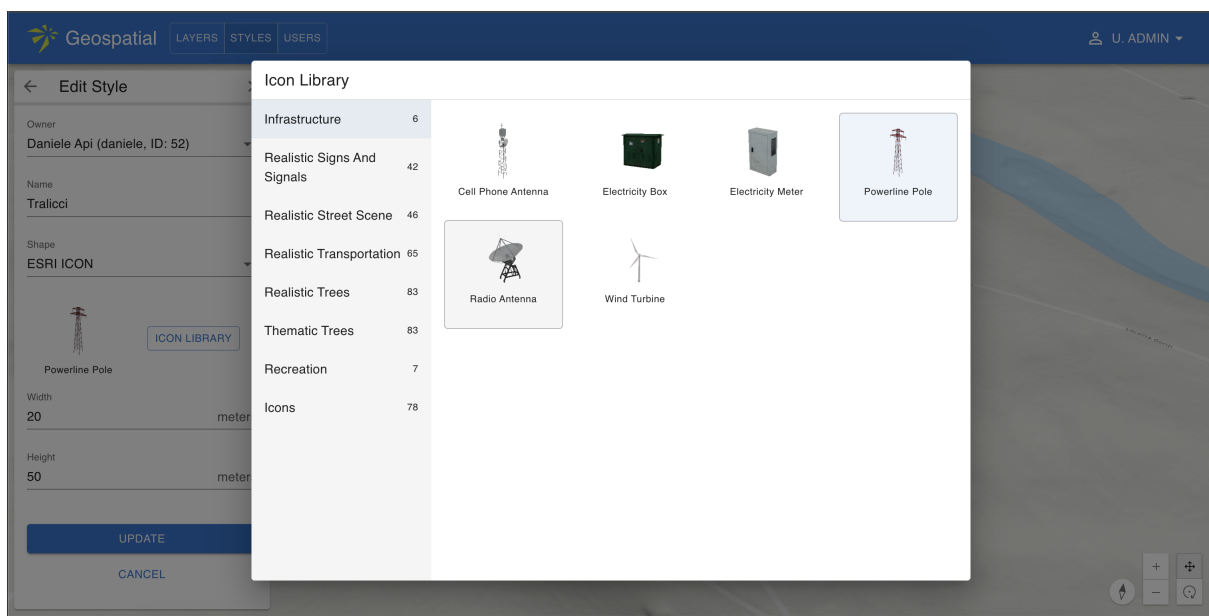 Geospatial
LAYERS
STYLES
USERS
U. ADMIN
Edit Style
Owner
Daniele Api (daniele, ID: 52)
Name
Tralicci
Shape
ESRI ICON
ICON LIBRARY
Powerline Pole
Width
20
meter
Height
50
meter
UPDATE
CANCEL
Icon Library
Infrastructure 6
Realistic Signs And
Signals 42
Realistic Street Scene 46
Realistic Transportation 65
Realistic Trees 83
Thematic Trees 83
Recreation 7
Icons 78
Cell Phone Antenna
Electricity Box
Electricity Meter
Powerline Pole
Radio Antenna
Wind Turbine